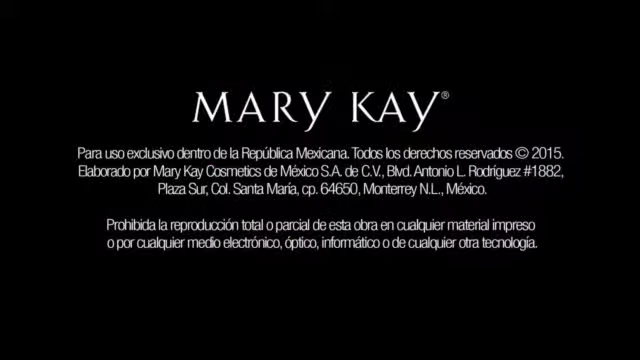 MARY KAY®
Para uso exclusivo dentro de la República Mexicana. Todos los derechos reservados © 2015.
Elaborado por Mary Kay Cosmetics de México S.A. de C.V., Blvd. Antonio L. Rodríguez #1882,
Plaza Sur, Col. Santa María, cp. 64650, Monterrey N.L., México.
Prohibida la reproducción total o parcial de esta obra en cualquier material impreso
o por cualquier medio electrónico, óptico, informático o de cualquier otra tecnología.